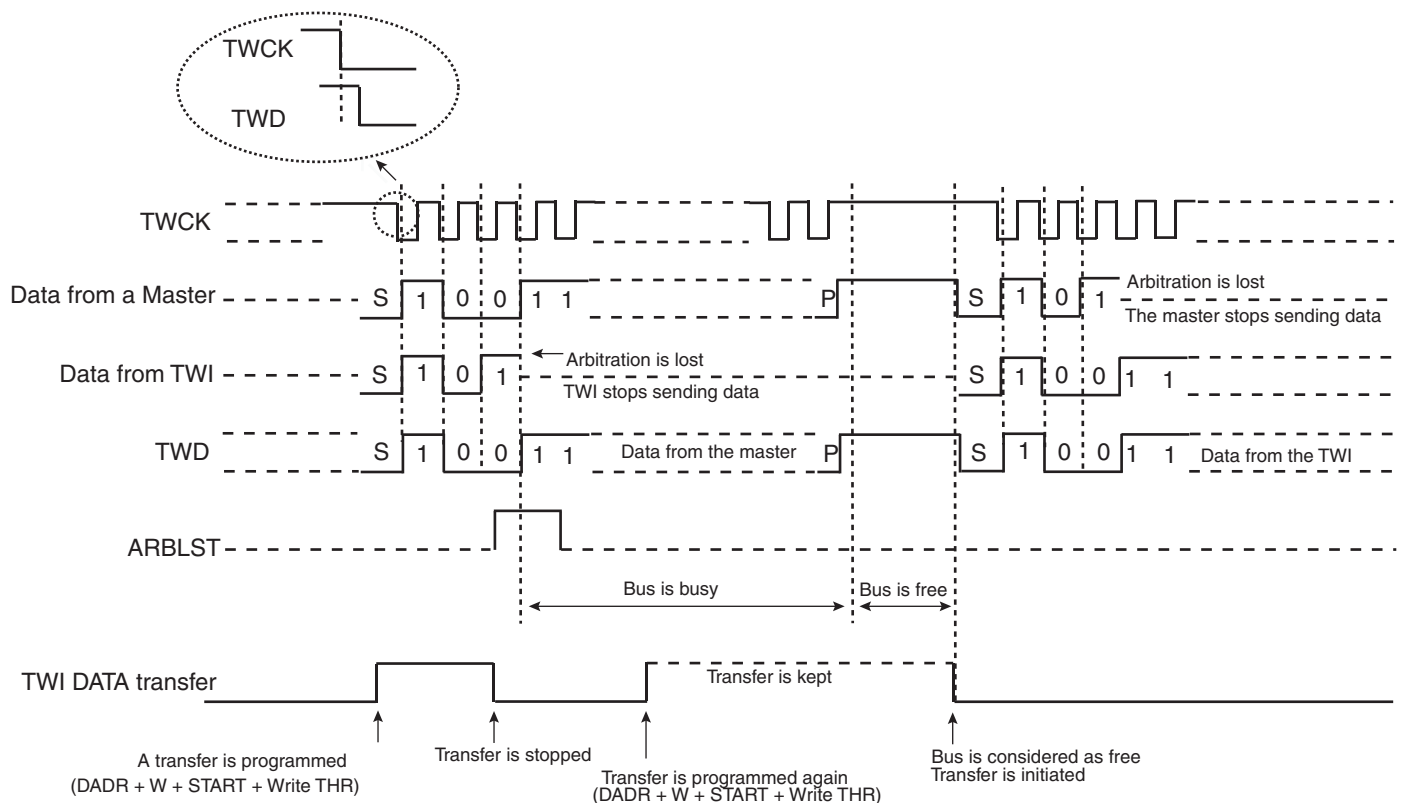 TWCK
TWD
TWCK
Data from a Master S 1 0 0 1 1 P S 1 0 1 Arbitration is lost
The master stops sending data
Data from TWI S 1 0 1 Arbitration is lost S 1 0 0 1 1
TWI stops sending data
TWD S 1 0 0 1 1 Data from the master P S 1 0 0 1 1 Data from the TWI
ARBLST
Bus is busy Bus is free
TWI DATA transfer Transfer is kept
A transfer is programmed
(DADR + W + START + Write THR)
Transfer is stopped
Transfer is programmed again
(DADR + W + START + Write THR)
Bus is considered as free
Transfer is initiated